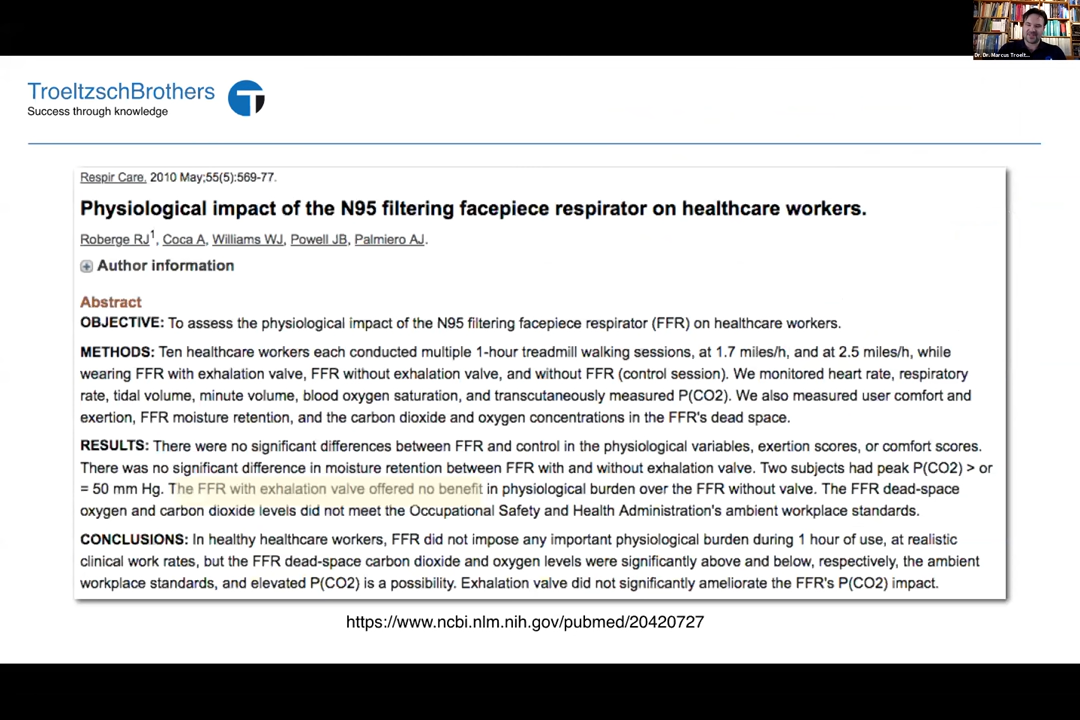 Dr. Dr. Marcus Troelt...
TroeltzschBrothers
Success through knowledge
T
Respir Care. 2010 May;55(5):569-77.
Physiological impact of the N95 filtering facepiece respirator on healthcare workers.
Roberge RJ1, Coca A, Williams WJ, Powell JB, Palmiero AJ.
Author information
Abstract
OBJECTIVE: To assess the physiological impact of the N95 filtering facepiece respirator (FFR) on healthcare workers.
METHODS: Ten healthcare workers each conducted multiple 1-hour treadmill walking sessions, at 1.7 miles/h, and at 2.5 miles/h, while
wearing FFR with exhalation valve, FFR without exhalation valve, and without FFR (control session). We monitored heart rate, respiratory
rate, tidal volume, minute volume, blood oxygen saturation, and transcutaneously measured P(CO2). We also measured user comfort and
exertion, FFR moisture retention, and the carbon dioxide and oxygen concentrations in the FFR's dead space.
RESULTS: There were no significant differences between FFR and control in the physiological variables, exertion scores, or comfort scores.
There was no significant difference in moisture retention between FFR with and without exhalation valve. Two subjects had peak P(CO2) > or
= 50 mm Hg. The FFR with exhalation valve offered no benefit in physiological burden over the FFR without valve. The FFR dead-space
oxygen and carbon dioxide levels did not meet the Occupational Safety and Health Administration's ambient workplace standards.
CONCLUSIONS: In healthy healthcare workers, FFR did not impose any important physiological burden during 1 hour of use, at realistic
clinical work rates, but the FFR dead-space carbon dioxide and oxygen levels were significantly above and below, respectively, the ambient
workplace standards, and elevated P(CO2) is a possibility. Exhalation valve did not significantly ameliorate the FFR's P(CO2) impact.
https://www.ncbi.nlm.nih.gov/pubmed/20420727